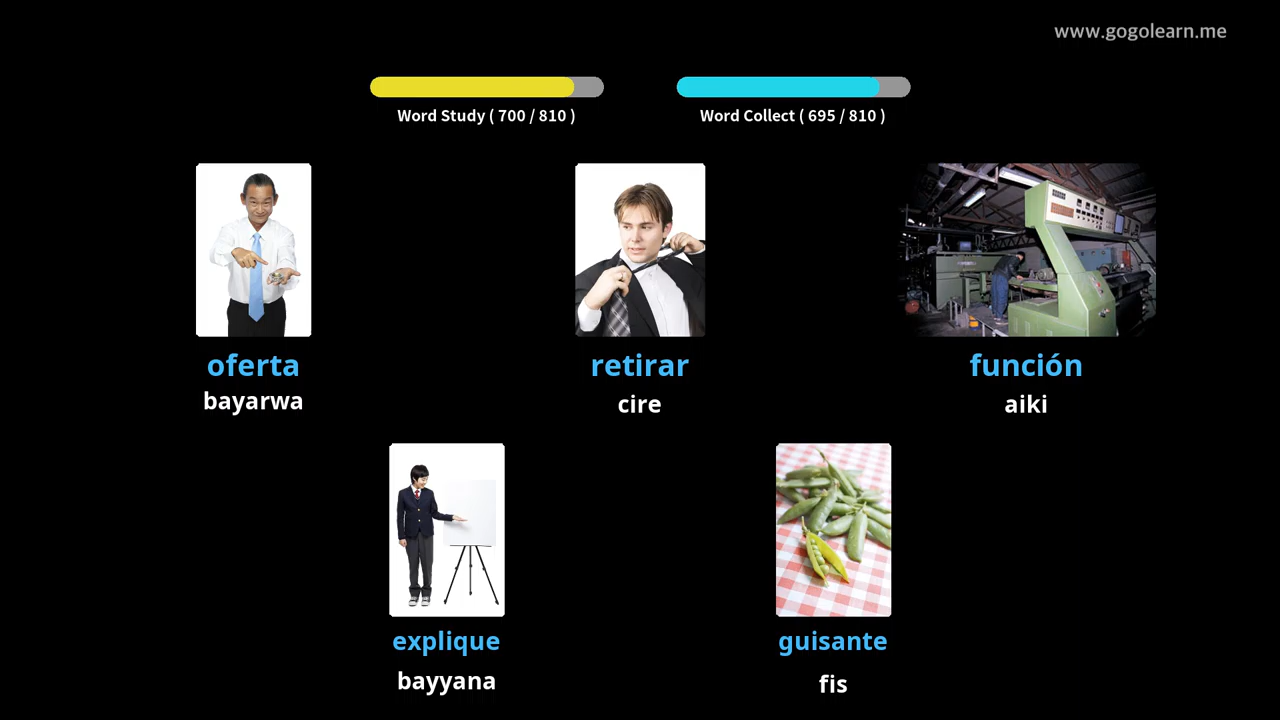 www.gogolearn.me
Word Study ( 700 / 810 )
Word Collect ( 695 / 810 )
oferta
bayarwa
retirar
cire
función
aiki
explique
bayyana
guisante
fis